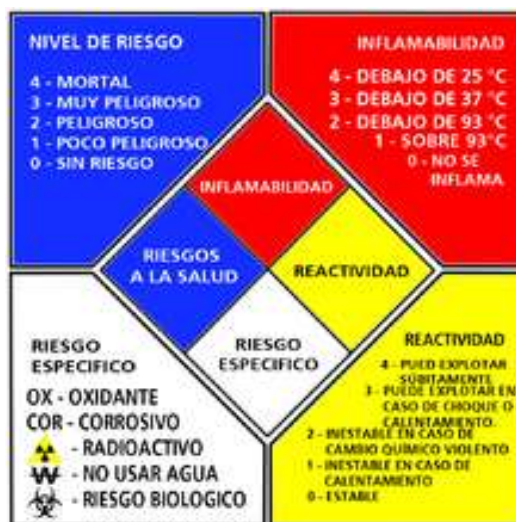 NIVEL DE RIESGO
4 - MORTAL
3 - MUY PELIGROSO
2 - PELIGROSO
1 - POCO PELIGROSO
0 - SIN RIESGO
INFLAMABILIDAD
4 - DEBAJO DE 25 °C
3 - DEBAJO DE 37 °C
2 - DEBAJO DE 93 °C
1 - SOBRE 93°C
0 - NO SE
INFLAMA
INFLAMABILIDAD
RIESGOS
A LA SALUD
REACTIVIDAD
RIESGO
ESPECIFICO
RIESGO
ESPECIFICO
OX - OXIDANTE
COR - CORROSIVO
- RADIOACTIVO
W - NO USAR AGUA
- RIESGO BIOLOGICO
REACTIVIDAD
4 - PUED EXPLOTAR
SÚBITAMENTE
3 - PUEDE EXPLOTAR EN
CASO DE CHOQUE O
CALENTAMIENTO.
2 - INESTABLE EN CASO DE
CAMBIO QUÍMICO VIOLENTO
1 - INESTABLE EN CASO DE
CALENTAMIENTO
0 - ESTABLE